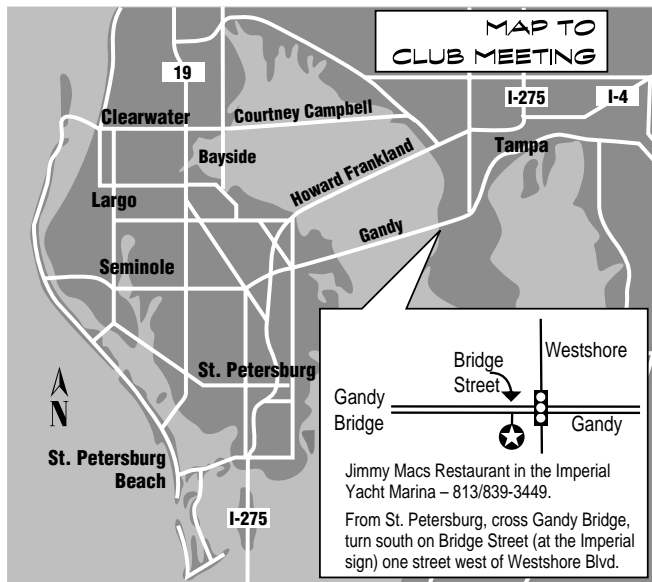 MAP TO
CLUB MEETING
19
I-275
I-4
Clearwater
Courtney Campbell
Tampa
Bayside
Howard Frankland
Largo
Gandy
Seminole
St. Petersburg
N
St. Petersburg
Beach
I-275
Bridge
Street
Westshore
Gandy
Bridge
Gandy
Jimmy Macs Restaurant in the Imperial
Yacht Marina – 813/839-3449.
From St. Petersburg, cross Gandy Bridge,
turn south on Bridge Street (at the Imperial
sign) one street west of Westshore Blvd.